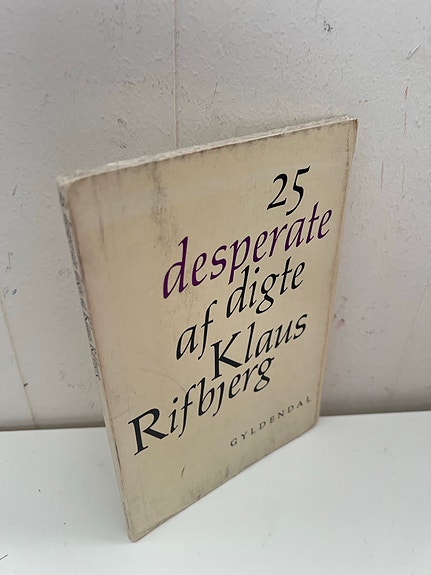 25
desperate
af digte
Klaus
Rifbjerg
GYLDENDAL